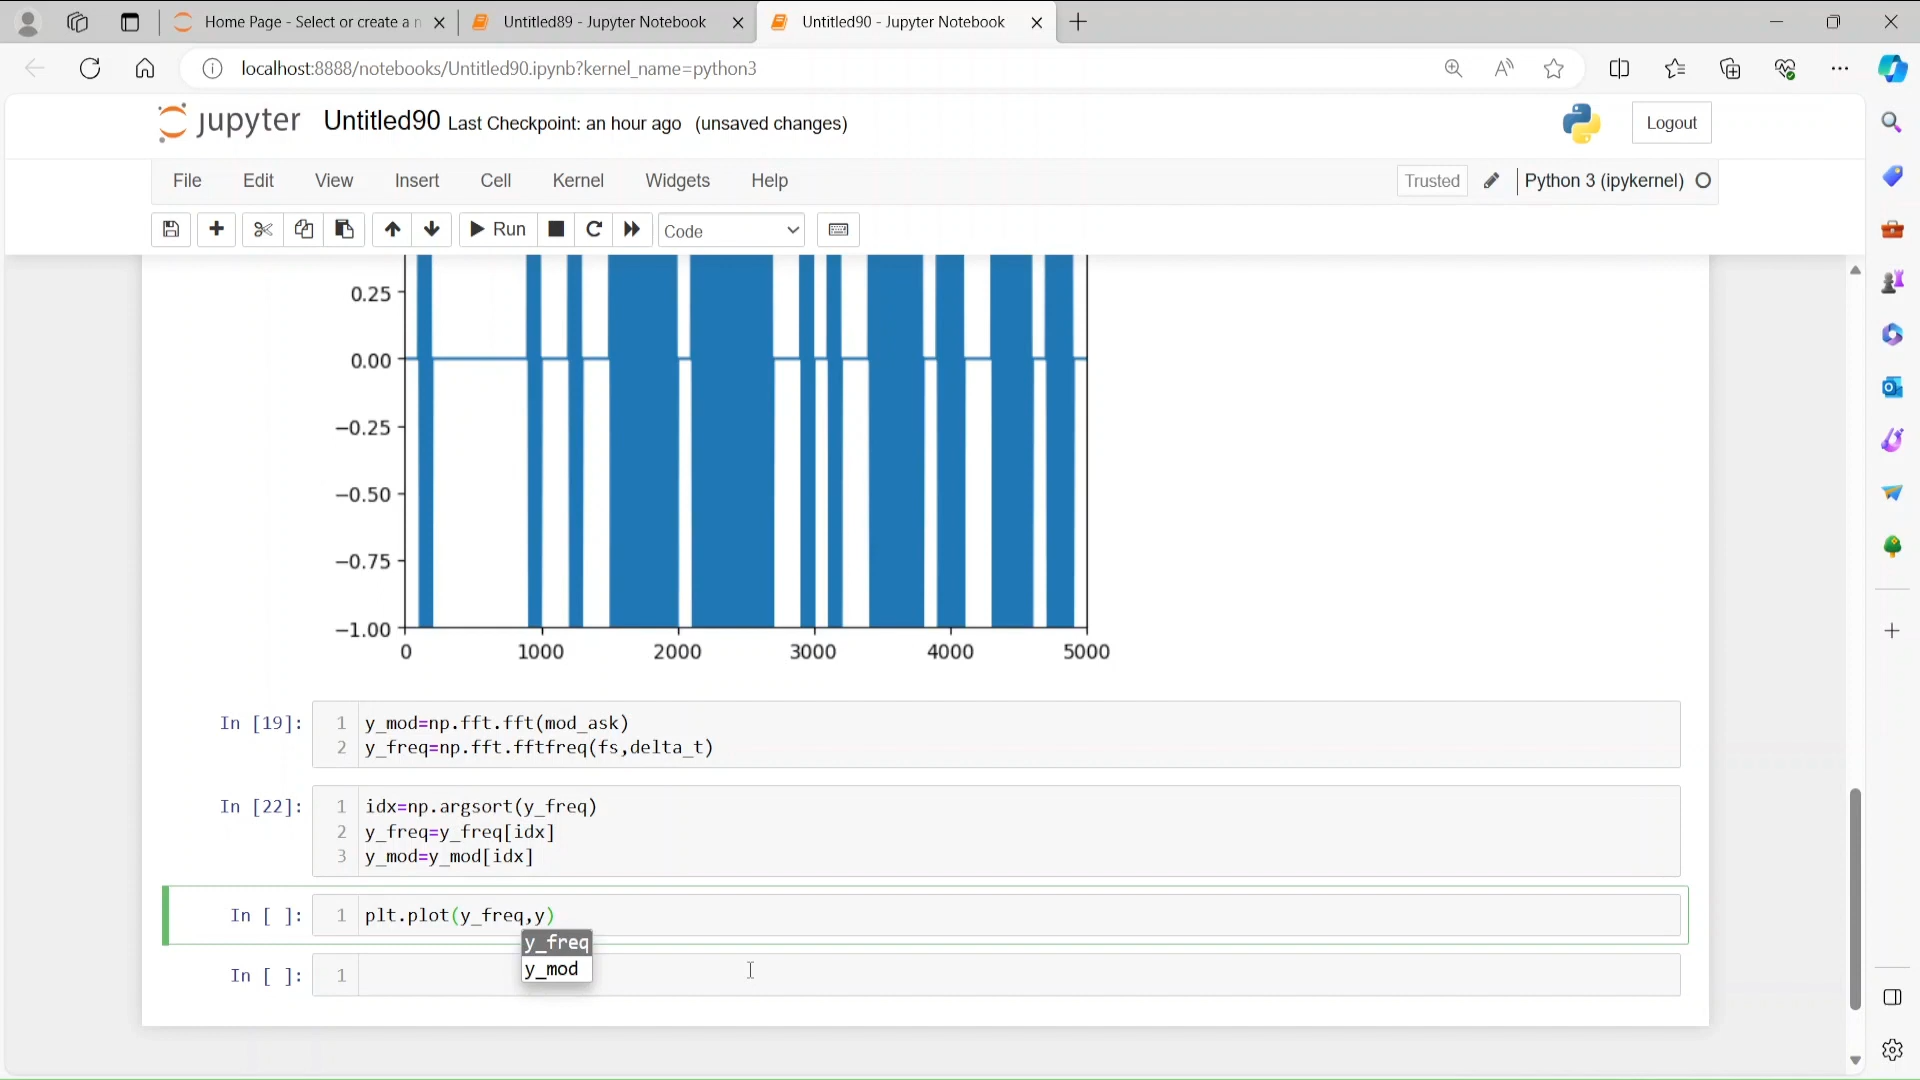 Home Page - Select or create a n
Untitled89 - Jupyter Notebook
Untitled90 - Jupyter Notebook
localhost:8888/notebooks/Untitled90.ipynb?kernel_name=python3
jupyter Untitled90 Last Checkpoint: an hour ago (unsaved changes)
Logout
File Edit View Insert Cell Kernel Widgets Help
Trusted
Python 3 (ipykernel)
Run
Code
0.25
0.00
−0.25
−0.50
−0.75
−1.00
0 1000 2000 3000 4000 5000
In [19]:
1 y_mod=np.fft.fft(mod_ask)
2 y_freq=np.fft.fftfreq(fs,delta_t)
In [22]:
1 idx=np.argsort(y_freq)
2 y_freq=y_freq[idx]
3 y_mod=y_mod[idx]
In [ ]:
1 plt.plot(y_freq,y)
y_freq
y_mod
In [ ]:
1